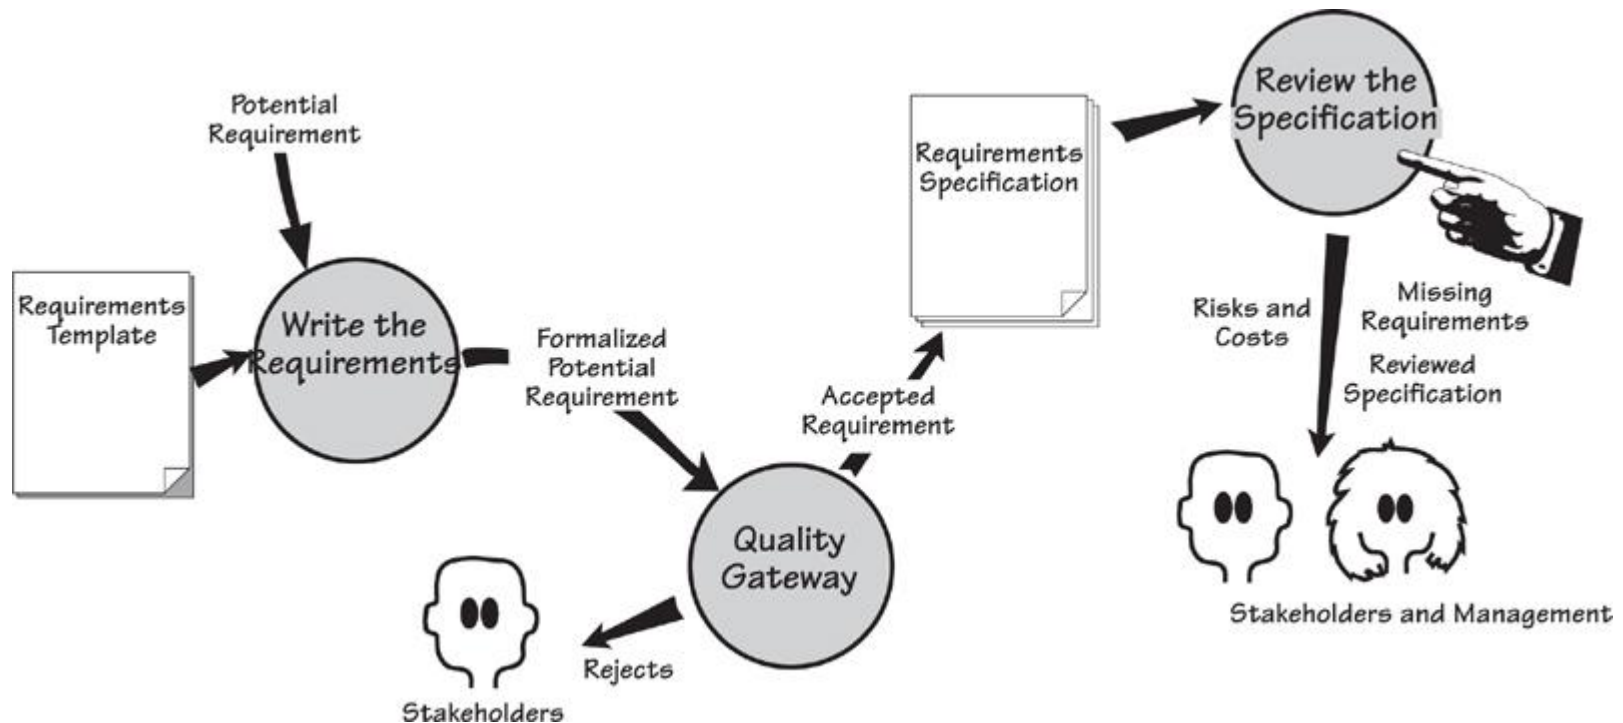 Potential
Requirement
Requirements
Template
Write the
Requirements
Formalized
Potential
Requirement
Quality
Gateway
Rejects
Stakeholders
Accepted
Requirement
Requirements
Specification
Review the
Specification
Risks and
Costs
Missing
Requirements
Reviewed
Specification
Stakeholders and Management